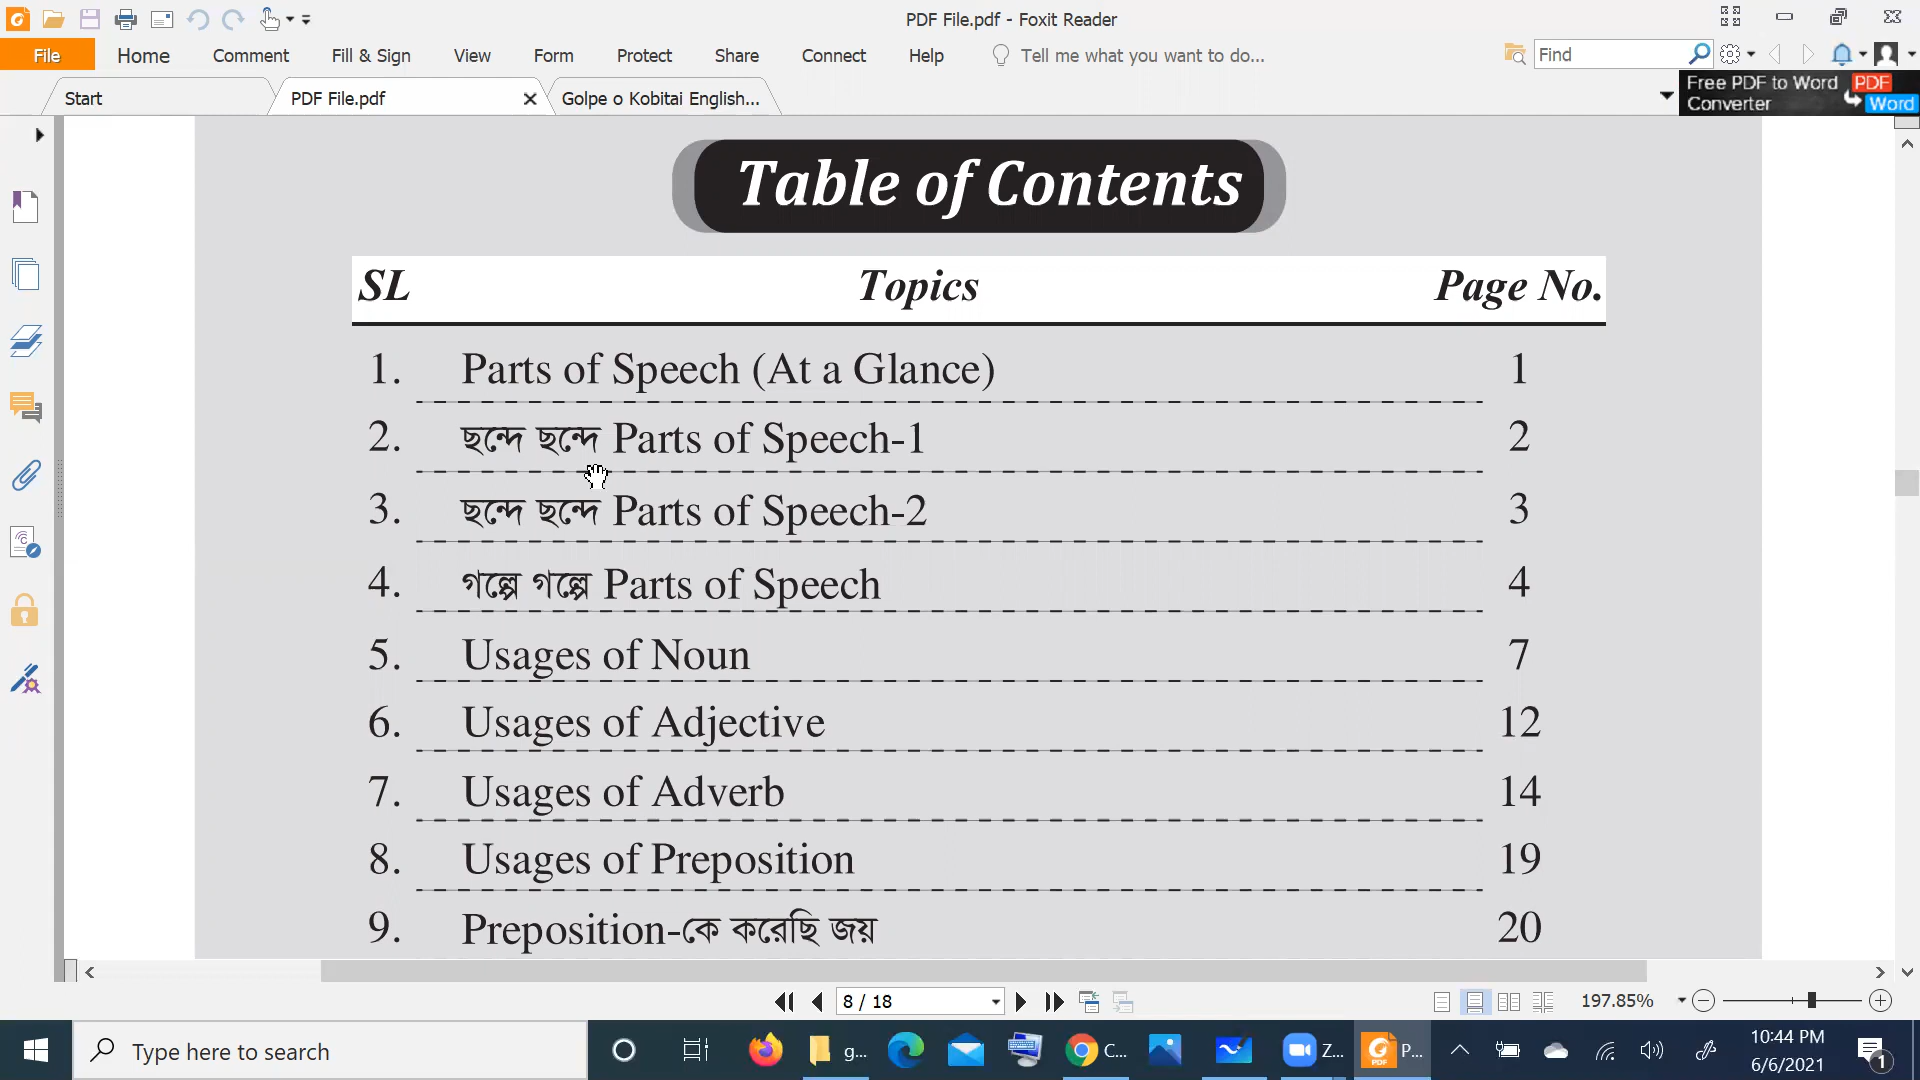 PDF File.pdf - Foxit Reader
File Home Comment Fill & Sign View Form Protect Share Connect Help Tell me what you want to do... Find
Start PDF File.pdf Golpe o Kobitai English...
Free PDF to Word Converter PDF Word
Table of Contents
SL Topics Page No.
1. Parts of Speech (At a Glance) 1
2. ছন্দে ছন্দে Parts of Speech-1 2
3. ছন্দে ছন্দে Parts of Speech-2 3
4. গল্পে গল্পে Parts of Speech 4
5. Usages of Noun 7
6. Usages of Adjective 12
7. Usages of Adverb 14
8. Usages of Preposition 19
9. Preposition-কে করেছি জয় 20
8 / 18 197.85%
Type here to search g... C... Z... P... 10:44 PM
6/6/2021 1